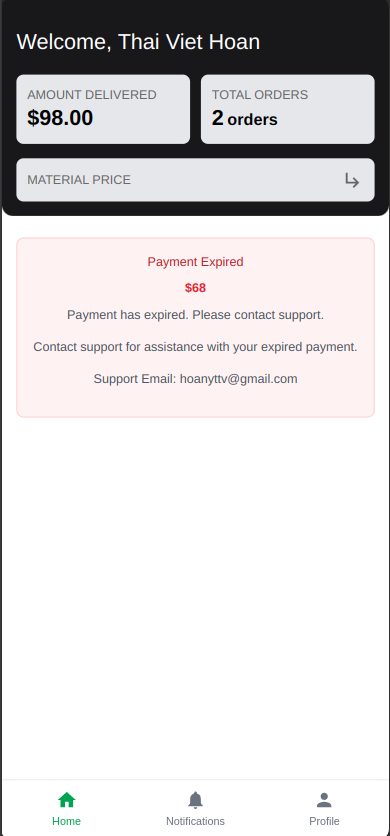 Welcome, Thai Viet Hoan
AMOUNT DELIVERED
$98.00
TOTAL ORDERS
2 orders
MATERIAL PRICE
Payment Expired
$68
Payment has expired. Please contact support.
Contact support for assistance with your expired payment.
Support Email: hoanyttv@gmail.com
Home
Notifications
Profile